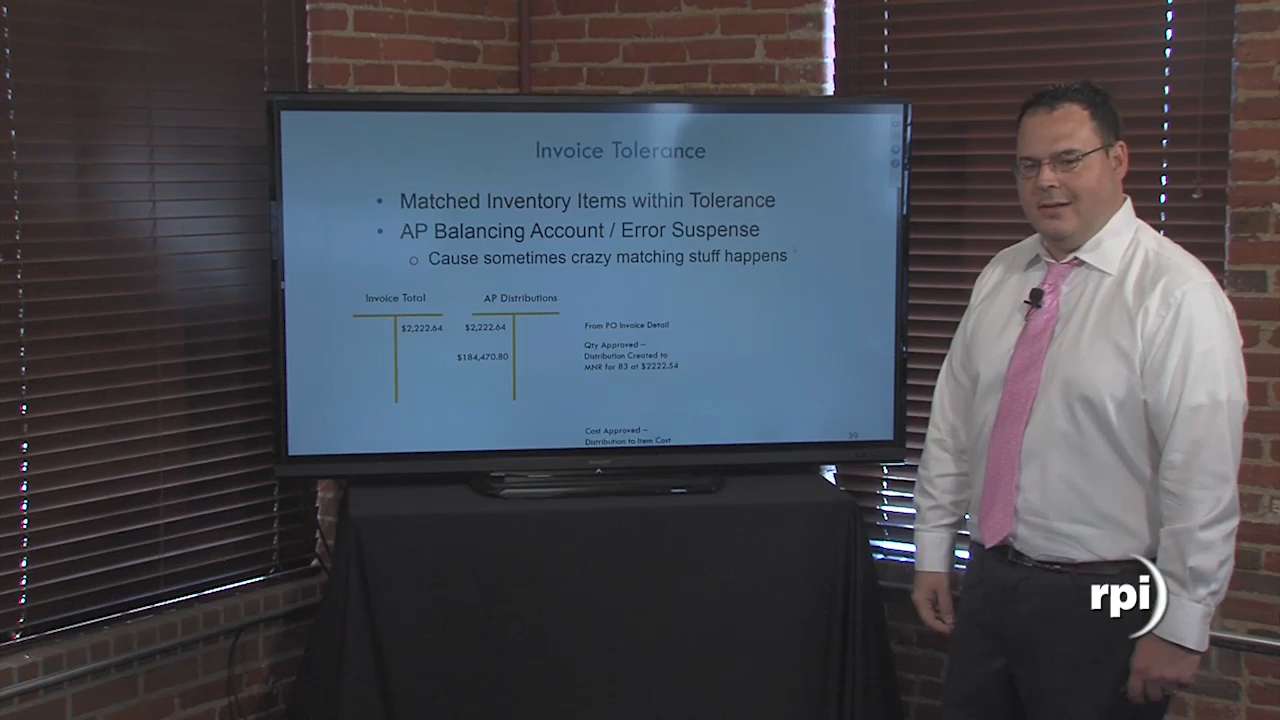 Invoice Tolerance
• Matched Inventory Items within Tolerance
• AP Balancing Account / Error Suspense
o Cause sometimes crazy matching stuff happens
Invoice Total
AP Distributions
$2,222.64
$2,222.64
From PO Invoice Detail
$184,470.80
Qty Approved –
Distribution Created to
MNR for 83 at $2222.54
Cost Approved –
Distribution to Item Cost
39
rpi